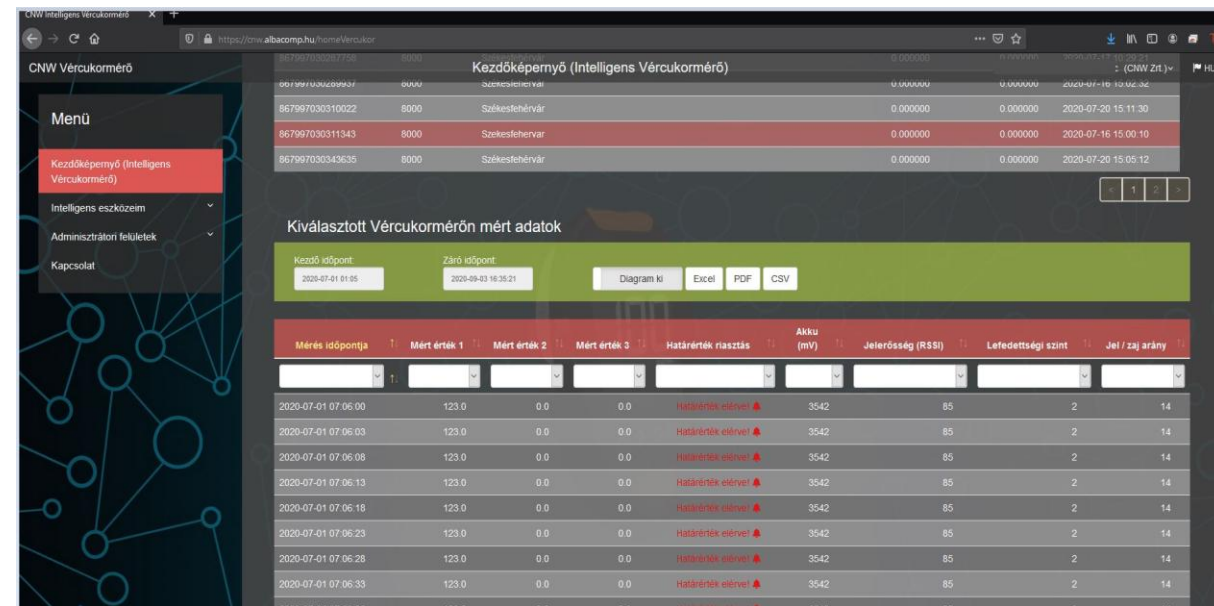 CNW Intelligens Vércukormérő
https://cnw.albacomp.hu/homeVercukor
CNW Vércukormérő
Kezdőképernyő (Intelligens Vércukormérő)
: (CNW Zrt.)
HU
867997030287758 8000 0.000000 0.000000
867997030289937 8000 Székesfehérvár 0.000000 0.000000 2020-07-16 15:02:32
867997030310022 8000 Székesfehérvár 0.000000 0.000000 2020-07-20 15:11:30
867997030311343 8000 Szekesfehervar 0.000000 0.000000 2020-07-16 15:00:10
867997030343635 8000 Székesfehérvár 0.000000 0.000000 2020-07-20 15:05:12
< 1 2 >
Menü
Kezdőképernyő (Intelligens
Vércukormérő)
Intelligens eszközeim
Adminisztrátori felületek
Kapcsolat
Kiválasztott Vércukormérőn mért adatok
Kezdő időpont: Záró időpont:
2020-07-01 01:05 2020-09-03 16:35:21 Diagram ki Excel PDF CSV
Mérés időpontja Mért érték 1 Mért érték 2 Mért érték 3 Határérték riasztás Akku (mV) Jelerősség (RSSI) Lefedettségi szint Jel / zaj arány
2020-07-01 07:06:00 123.0 0.0 0.0 Határérték elérve! 3542 85 2 14
2020-07-01 07:06:03 123.0 0.0 0.0 Határérték elérve! 3542 85 2 14
2020-07-01 07:06:08 123.0 0.0 0.0 Határérték elérve! 3542 85 2 14
2020-07-01 07:06:13 123.0 0.0 0.0 Határérték elérve! 3542 85 2 14
2020-07-01 07:06:18 123.0 0.0 0.0 Határérték elérve! 3542 85 2 14
2020-07-01 07:06:23 123.0 0.0 0.0 Határérték elérve! 3542 85 2 14
2020-07-01 07:06:28 123.0 0.0 0.0 Határérték elérve! 3542 85 2 14
2020-07-01 07:06:33 123.0 0.0 0.0 Határérték elérve! 3542 85 2 14